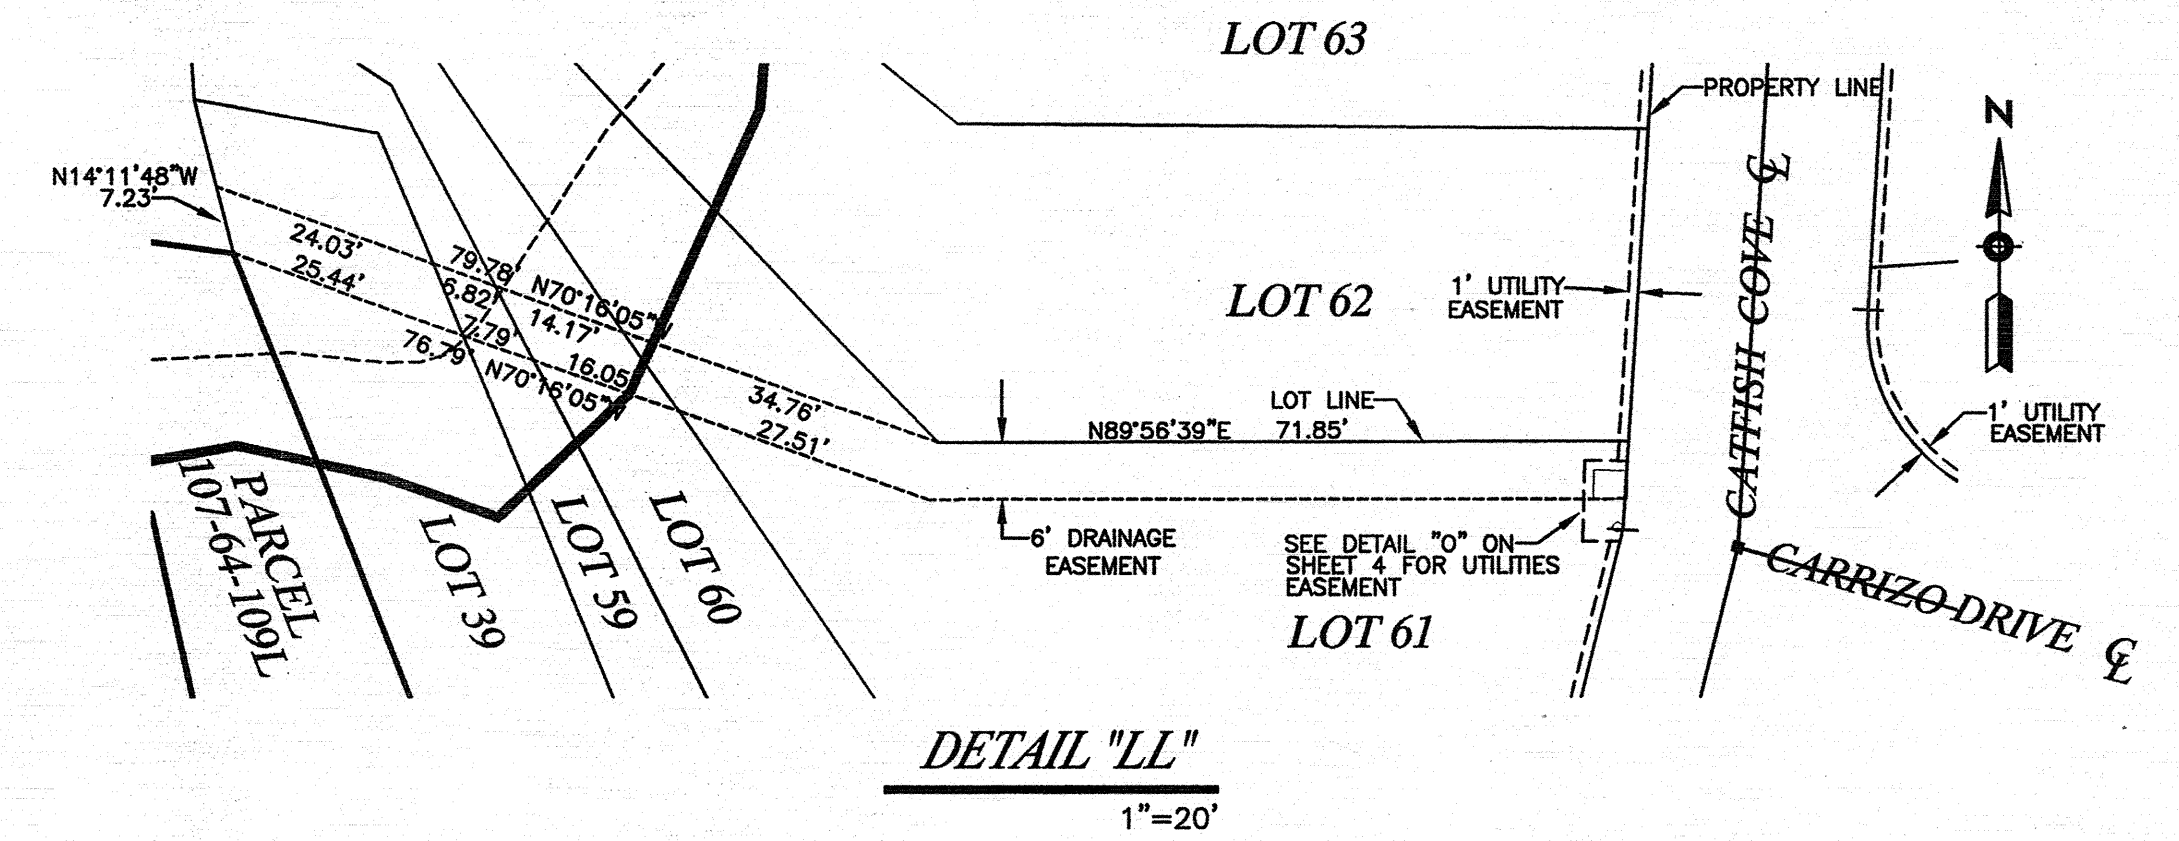 LOT 63
PROPERTY LINE
N
N14°11'48"W
7.23'
24.03'
25.44'
79.78'
6.82'
N70°16'05"W
14.17'
7.79'
76.79'
16.05'
N70°16'05"W
34.76'
27.51'
LOT 62
1' UTILITY
EASEMENT
CATFISH COVE ℄
LOT LINE
N89°56'39"E 71.85'
1' UTILITY
EASEMENT
6' DRAINAGE
EASEMENT
SEE DETAIL "O" ON
SHEET 4 FOR UTILITIES
EASEMENT
LOT 61
CARRIZO DRIVE ℄
PARCEL
107-64-109L
LOT 39
LOT 59
LOT 60
DETAIL "LL"
1"=20'